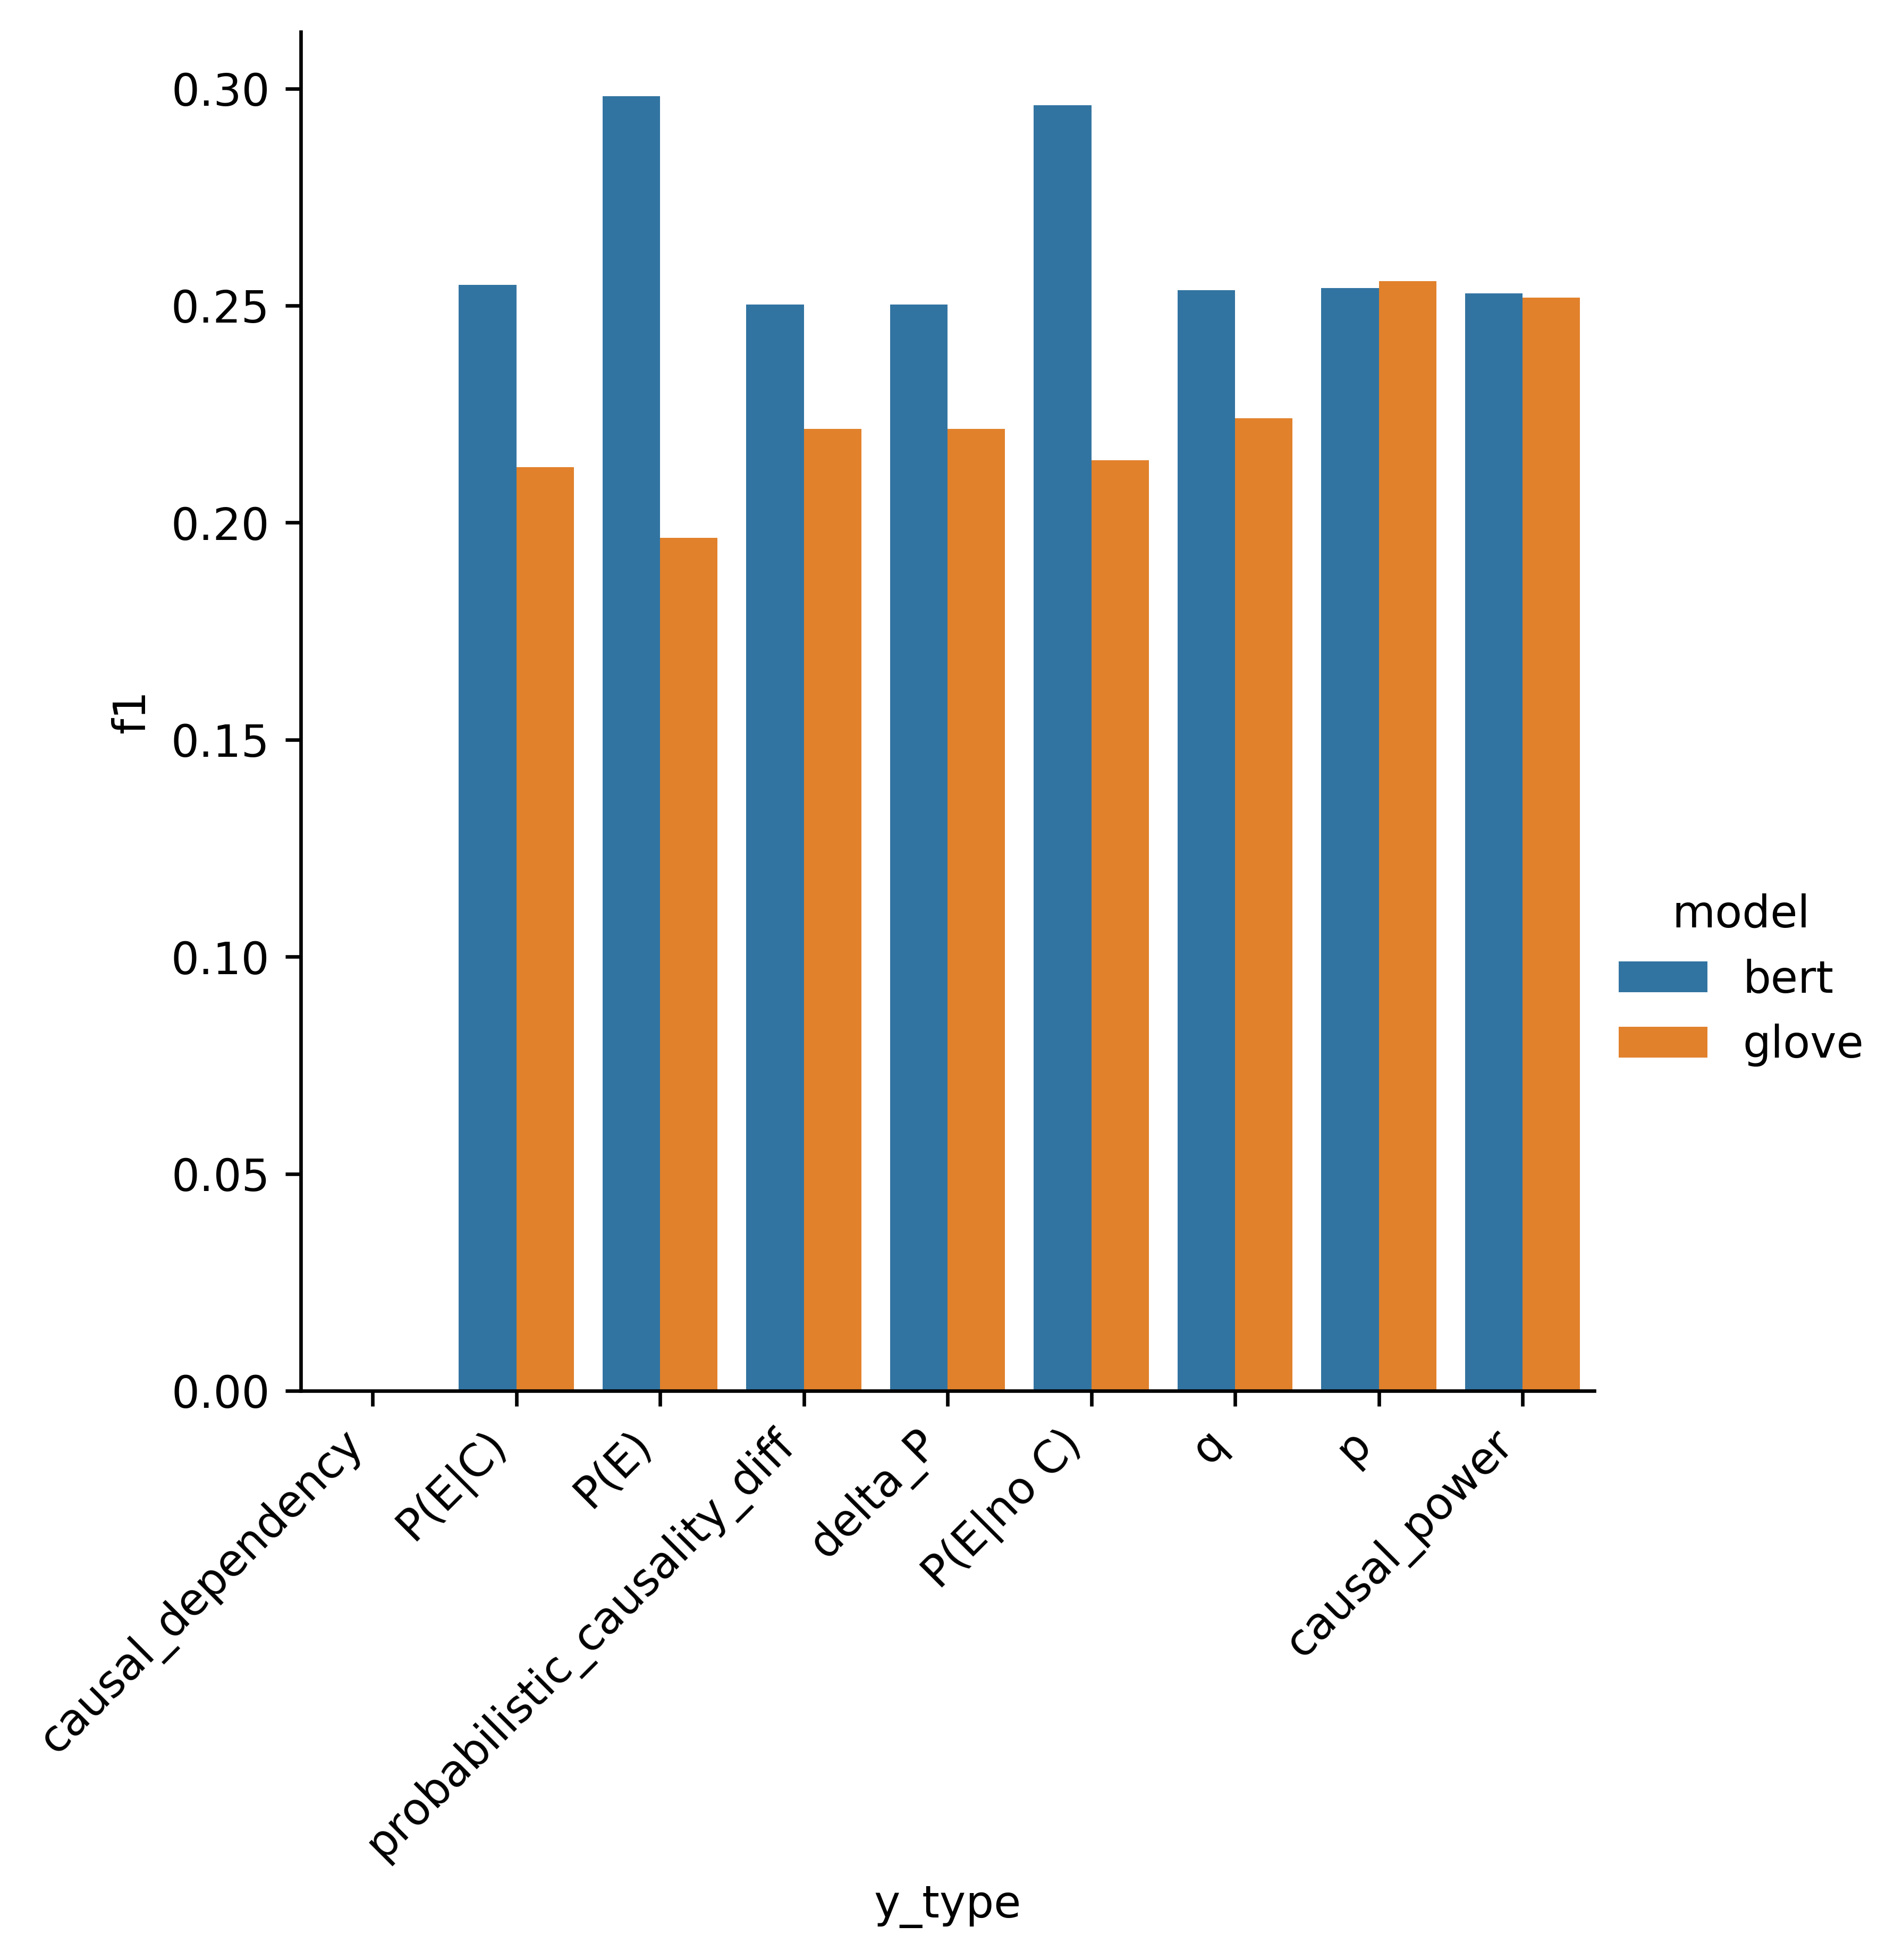 0.30
0.25
0.20
0.15
0.10
0.05
0.00
f1
causal_dependency
P(E|C)
P(E)
probabilistic_causality_diff
delta_P
P(E|no C)
q
p
causal_power
y_type
model
bert
glove